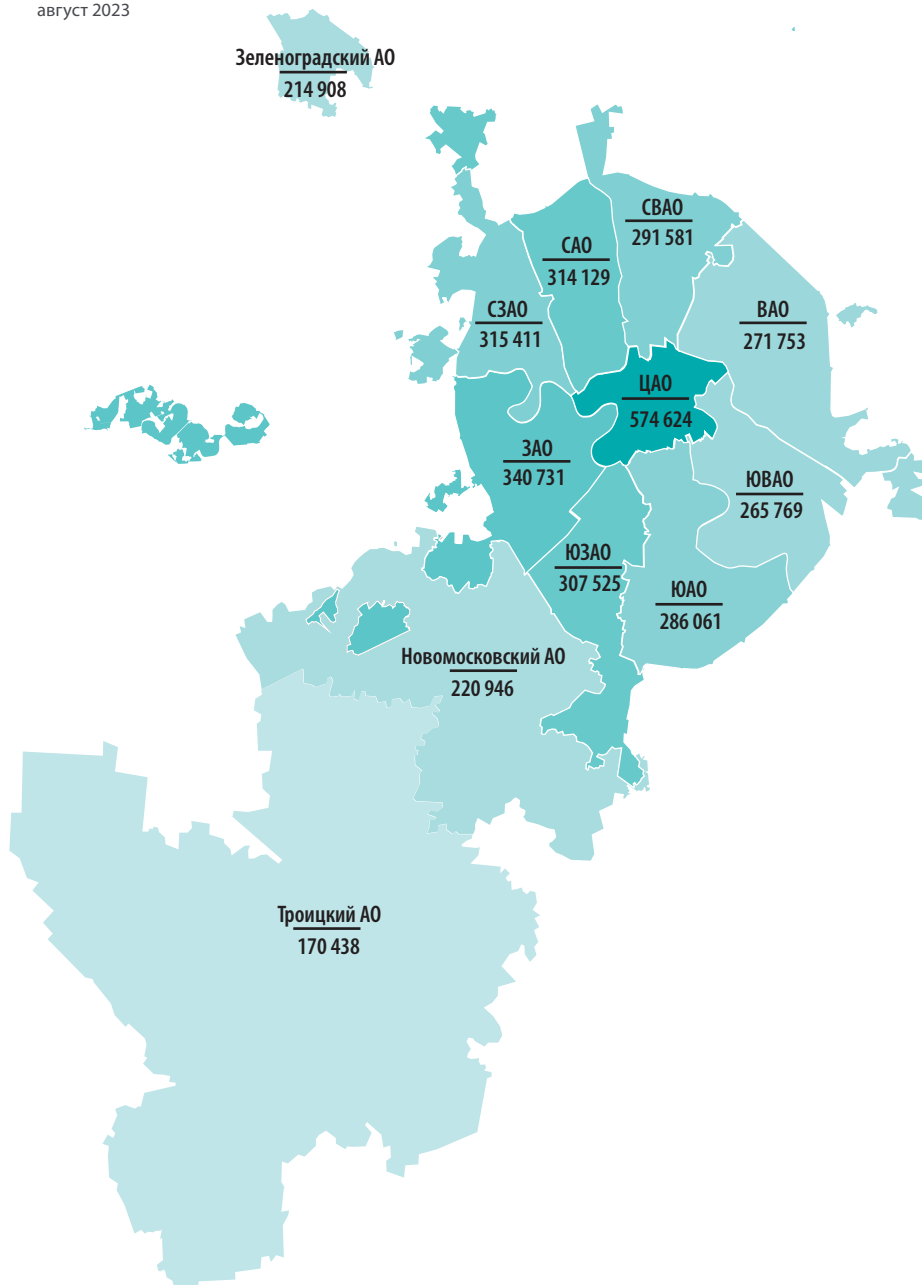 август 2023
Зеленоградский АО
214 908
СВАО
291 581
САО
314 129
СЗАО
315 411
ВАО
271 753
ЦАО
574 624
ЗАО
340 731
ЮВАО
265 769
ЮЗАО
307 525
ЮАО
286 061
Новомосковский АО
220 946
Троицкий АО
170 438